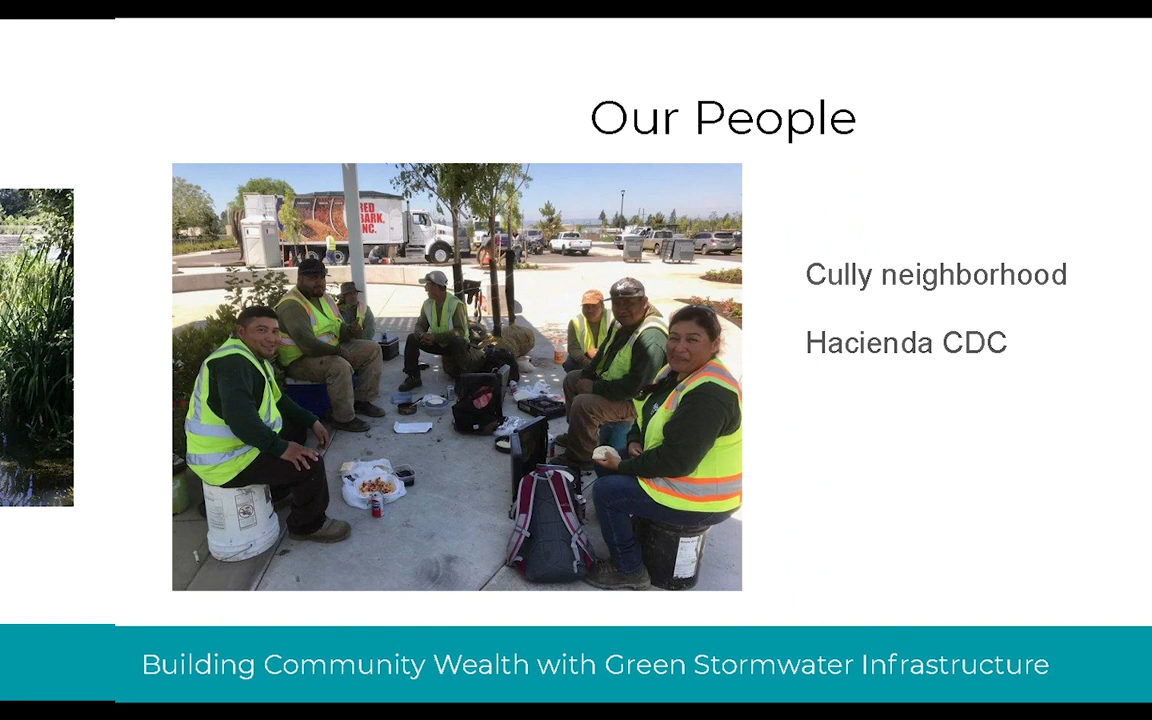 Our People
RED
BARK,
INC.
Cully neighborhood
Hacienda CDC
Building Community Wealth with Green Stormwater Infrastructure